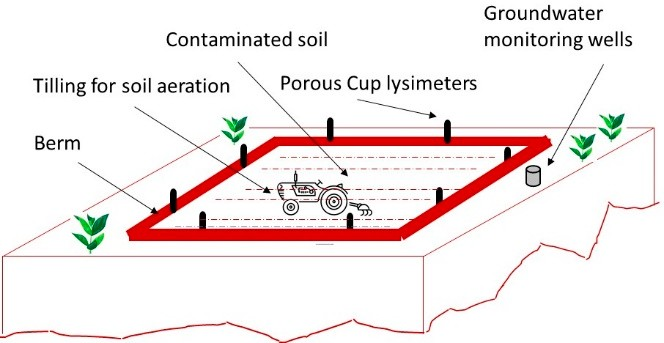 Groundwater
monitoring wells
Contaminated soil
Tilling for soil aeration
Porous Cup lysimeters
Berm